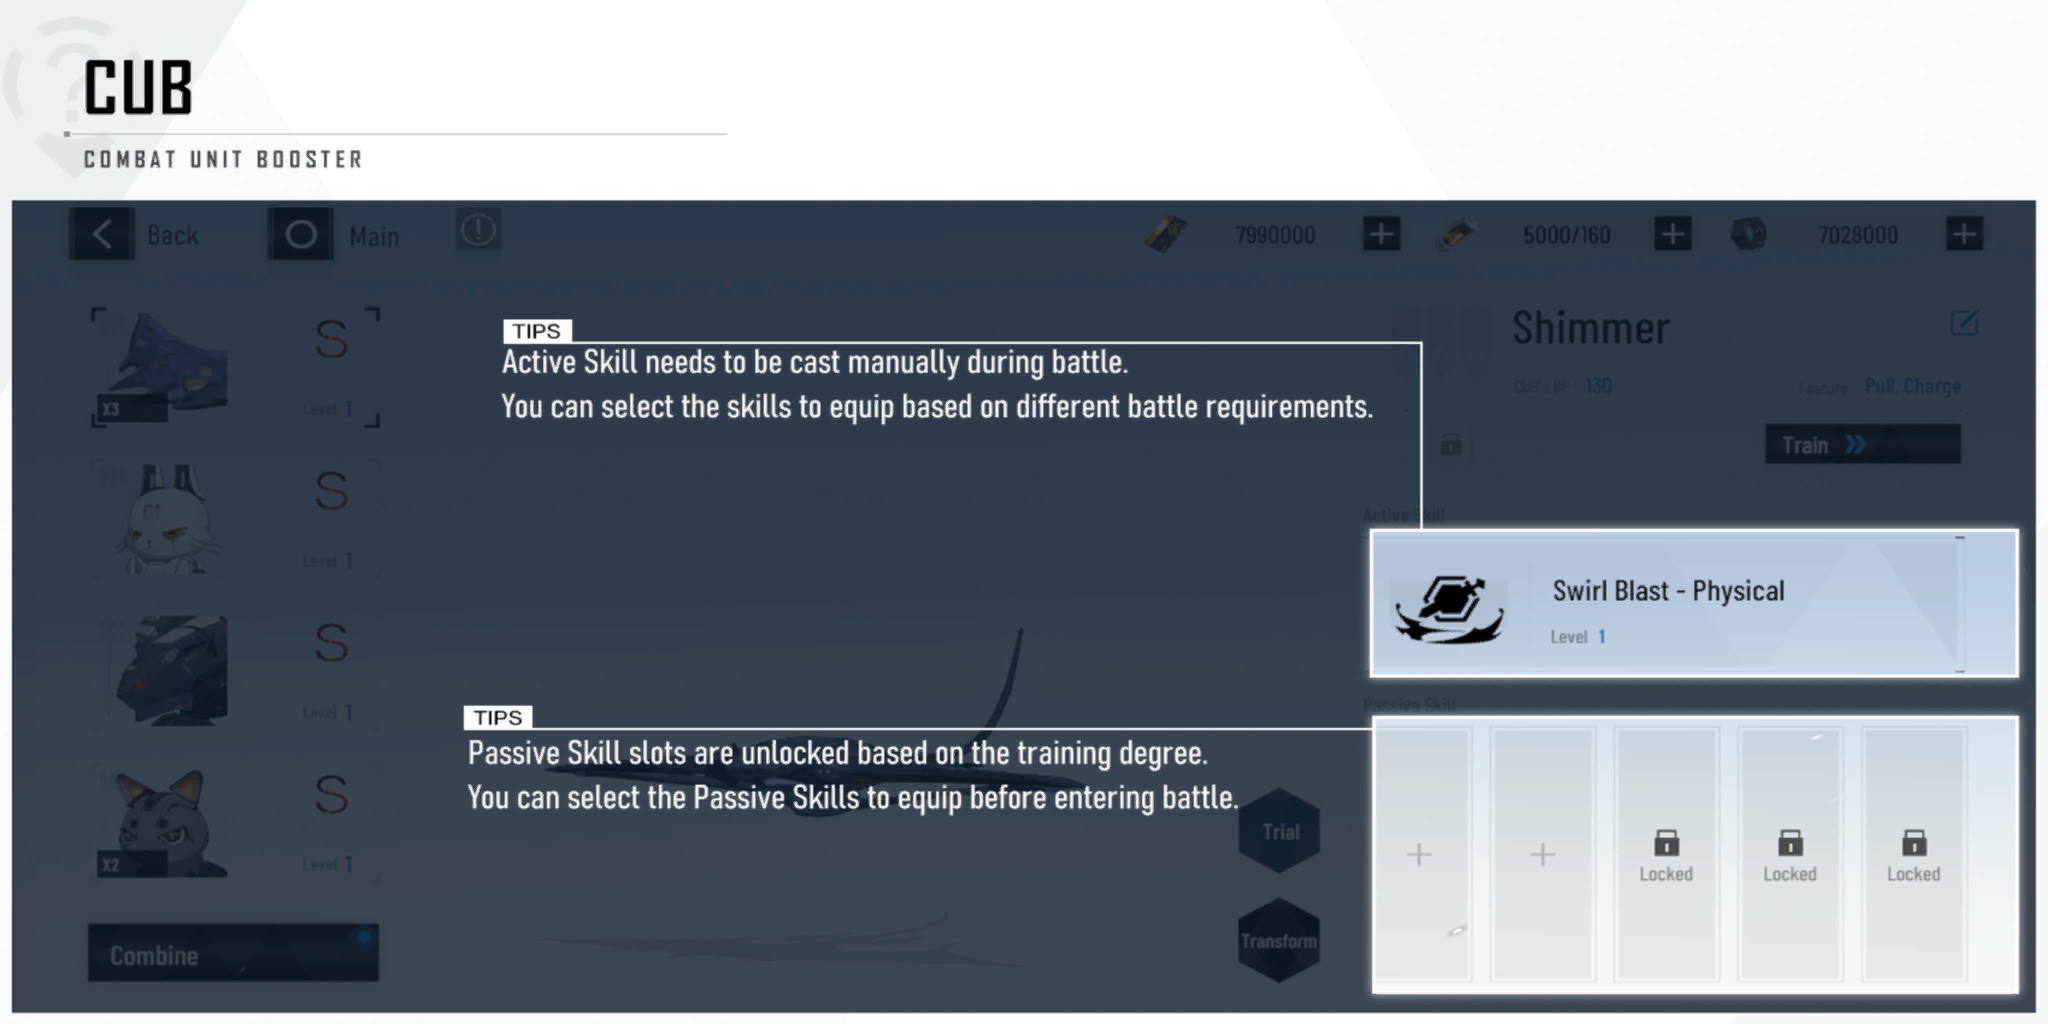 CUB
COMBAT UNIT BOOSTER
Back
Main
7990000
5000/160
7028000
X3
S
Level 1
S
Level 1
S
Level 1
X2
S
Level 1
Combine
TIPS
Active Skill needs to be cast manually during battle.
You can select the skills to equip based on different battle requirements.
Shimmer
CUB's BP 130
Feature Pull, Charge
Train
Active Skill
Swirl Blast - Physical
Level 1
TIPS
Passive Skill slots are unlocked based on the training degree.
You can select the Passive Skills to equip before entering battle.
Trial
Transform
Passive Skill
Locked
Locked
Locked